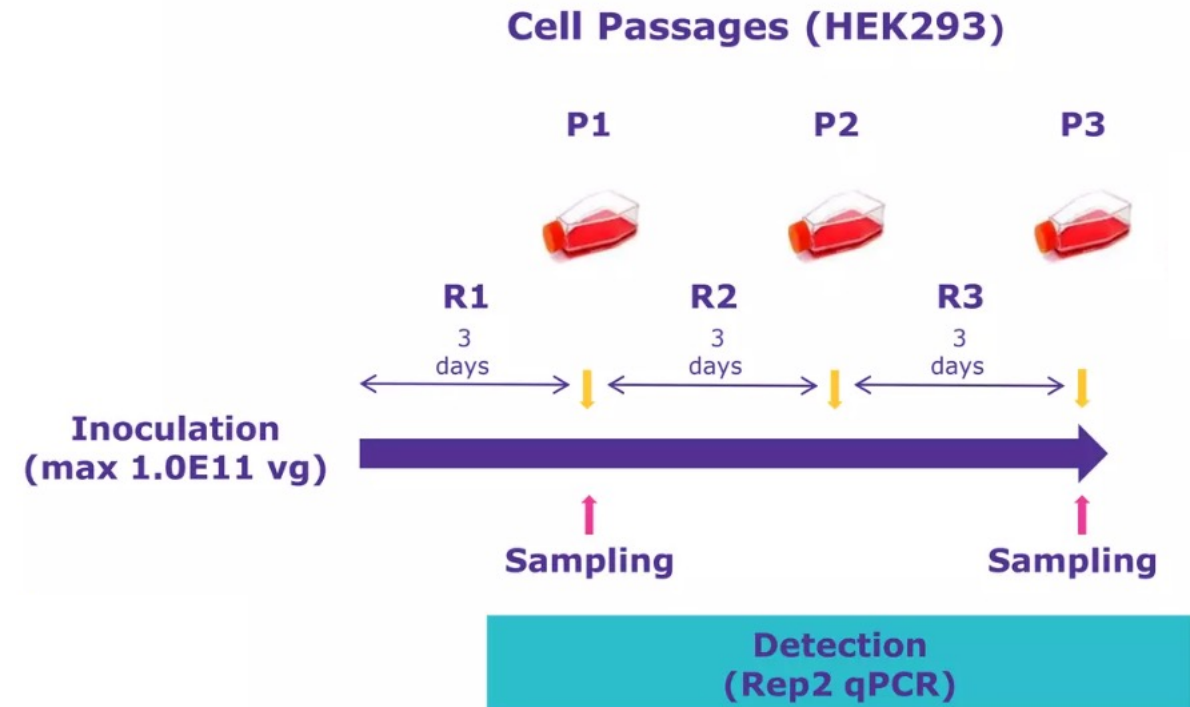 Cell Passages (HEK293)
P1
P2
P3
R1
R2
R3
3
days
3
days
3
days
Inoculation
(max 1.0E11 vg)
Sampling
Sampling
Detection
(Rep2 qPCR)